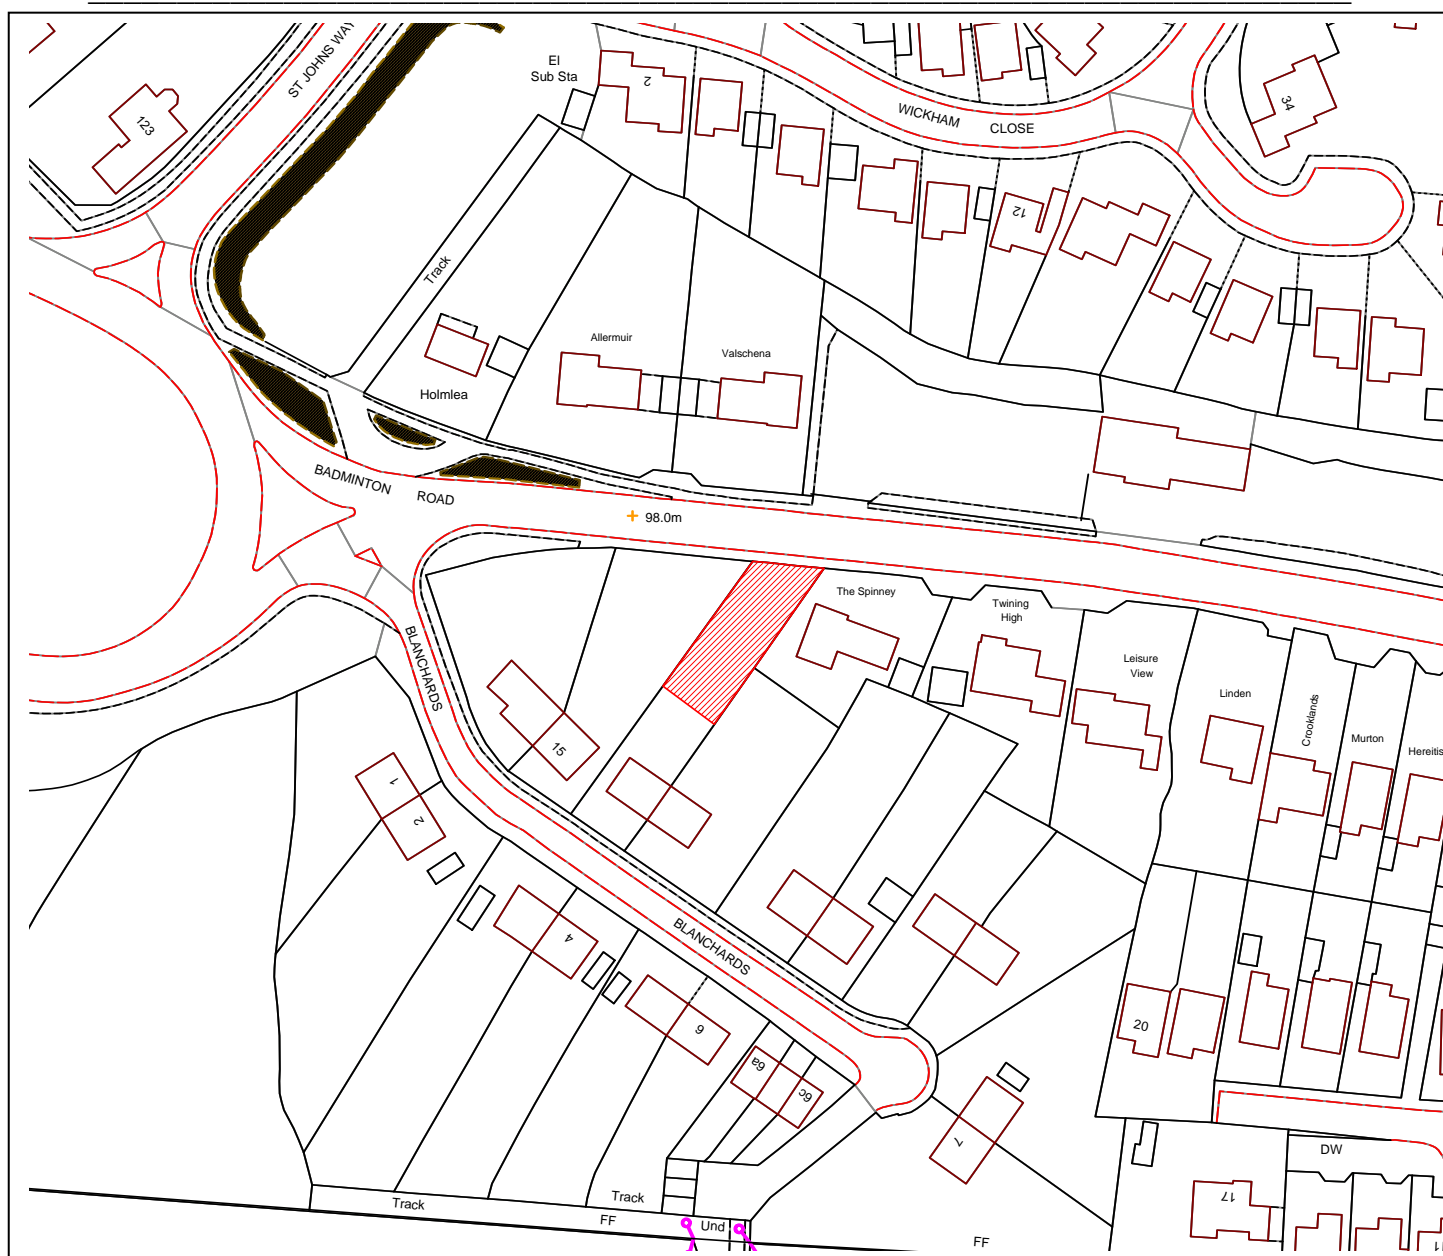 ST JOHNS WAY
El
Sub Sta
2
WICKHAM CLOSE
34
123
12
Track
Allermuir
Valschena
Holmlea
BADMINTON ROAD
98.0m
The Spinney
Twining
High
Leisure
View
Linden
Crooklands
Murton
BLANCHARDS
15
1
2
4
BLANCHARDS
6
6a
6c
20
7
DW
17
Track
Track
FF
Und
FF